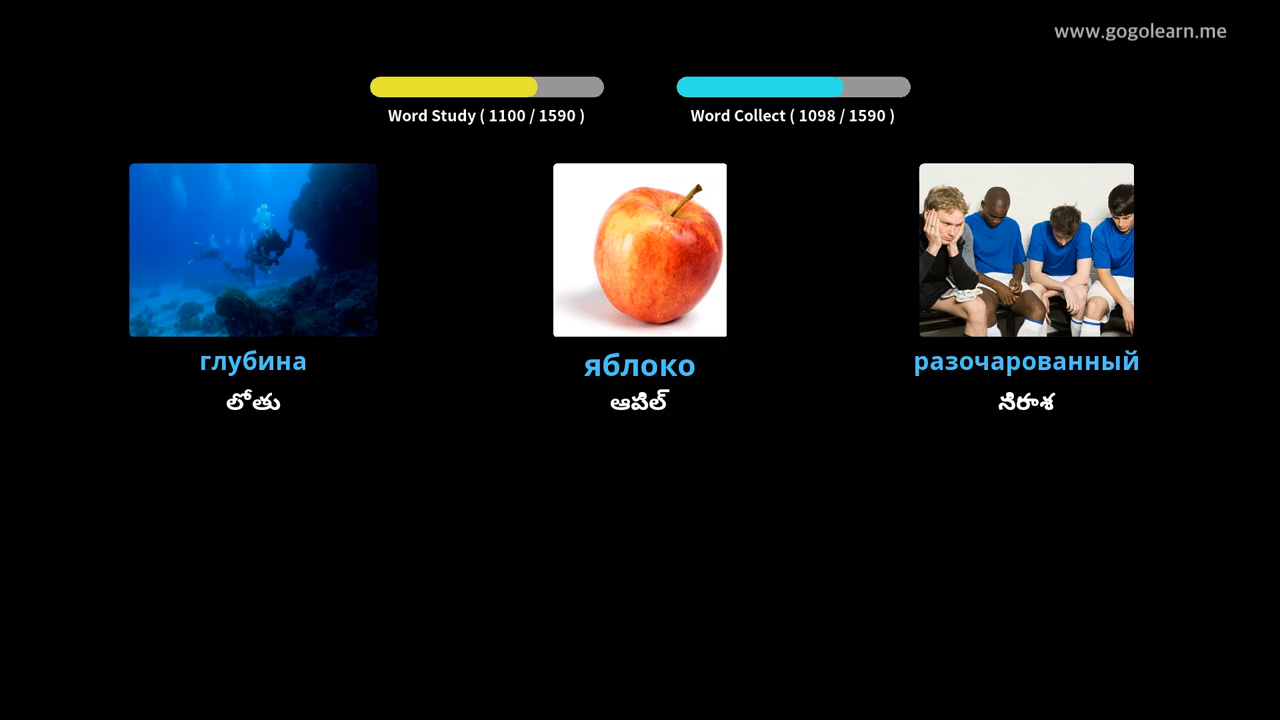 www.gogolearn.me
Word Study ( 1100 / 1590 )
Word Collect ( 1098 / 1590 )
глубина
яблоко
разочарованный
లోతు
ఆపిల్
నిరాశ